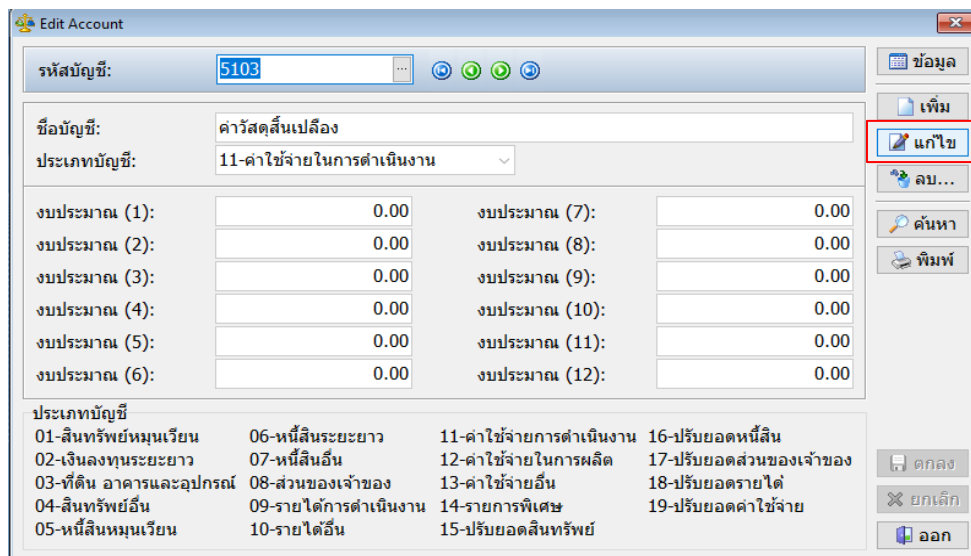 Edit Account
รหัสบัญชี: 5103 ...
ข้อมูล
เพิ่ม
ชื่อบัญชี: ค่าวัสดุสิ้นเปลือง
แก้ไข
ประเภทบัญชี: 11-ค่าใช้จ่ายในการดำเนินงาน
ลบ...
งบประมาณ (1): 0.00 งบประมาณ (7): 0.00
ค้นหา
งบประมาณ (2): 0.00 งบประมาณ (8): 0.00
พิมพ์
งบประมาณ (3): 0.00 งบประมาณ (9): 0.00
งบประมาณ (4): 0.00 งบประมาณ (10): 0.00
งบประมาณ (5): 0.00 งบประมาณ (11): 0.00
งบประมาณ (6): 0.00 งบประมาณ (12): 0.00
ประเภทบัญชี
01-สินทรัพย์หมุนเวียน 06-หนี้สินระยะยาว 11-ค่าใช้จ่ายการดำเนินงาน 16-ปรับยอดหนี้สิน
02-เงินลงทุนระยะยาว 07-หนี้สินอื่น 12-ค่าใช้จ่ายในการผลิต 17-ปรับยอดส่วนของเจ้าของ
03-ที่ดิน อาคารและอุปกรณ์ 08-ส่วนของเจ้าของ 13-ค่าใช้จ่ายอื่น 18-ปรับยอดรายได้
04-สินทรัพย์อื่น 09-รายได้การดำเนินงาน 14-รายการพิเศษ 19-ปรับยอดค่าใช้จ่าย
05-หนี้สินหมุนเวียน 10-รายได้อื่น 15-ปรับยอดสินทรัพย์
ตกลง
ยกเลิก
ออก